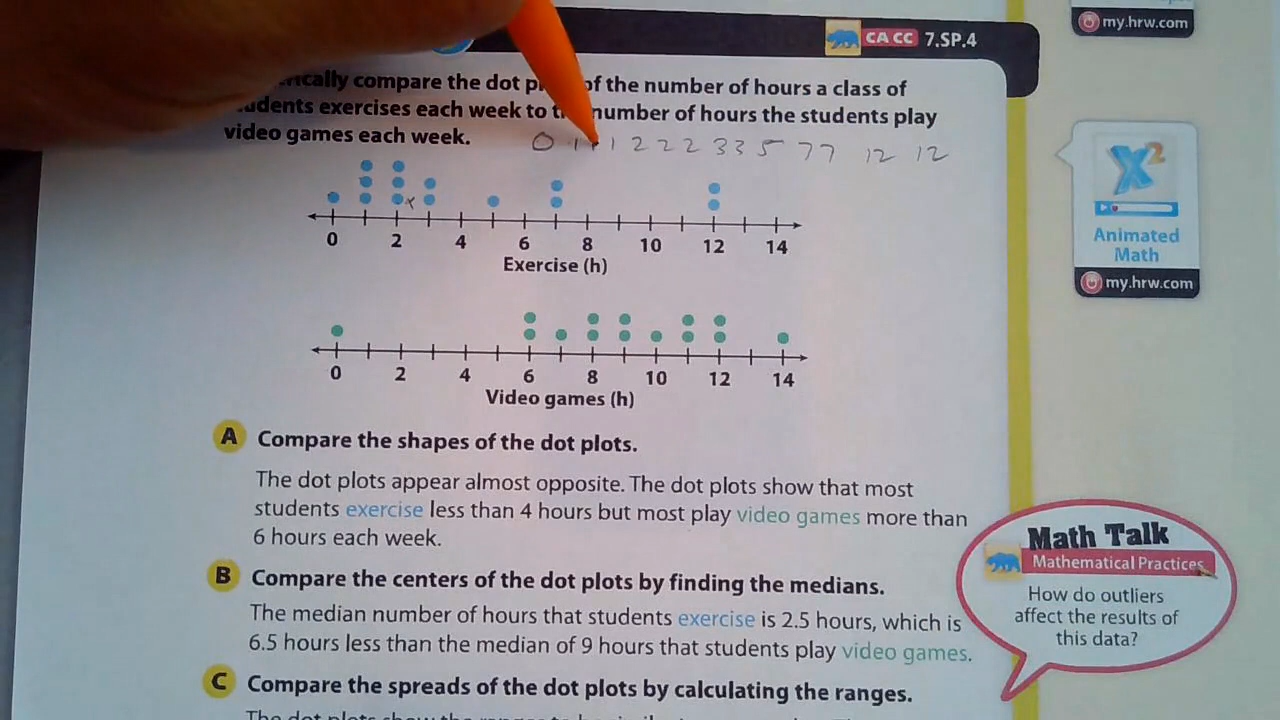 my.hrw.com
CA CC 7.SP.4
compare the dot of the number of hours a class of
exercises each week to number of hours the students play
video games each week.
0 1 1 1 2 2 2 3 3 5 7 7 12 12
x
0 2 4 6 8 10 12 14
Exercise (h)
0 2 4 6 8 10 12 14
Video games (h)
X2
Animated
Math
my.hrw.com
A Compare the shapes of the dot plots.
The dot plots appear almost opposite. The dot plots show that most
students exercise less than 4 hours but most play video games more than
6 hours each week.
B Compare the centers of the dot plots by finding the medians.
The median number of hours that students exercise is 2.5 hours, which is
6.5 hours less than the median of 9 hours that students play video games.
C Compare the spreads of the dot plots by calculating the ranges.
Math Talk
Mathematical Practices
How do outliers
affect the results of
this data?